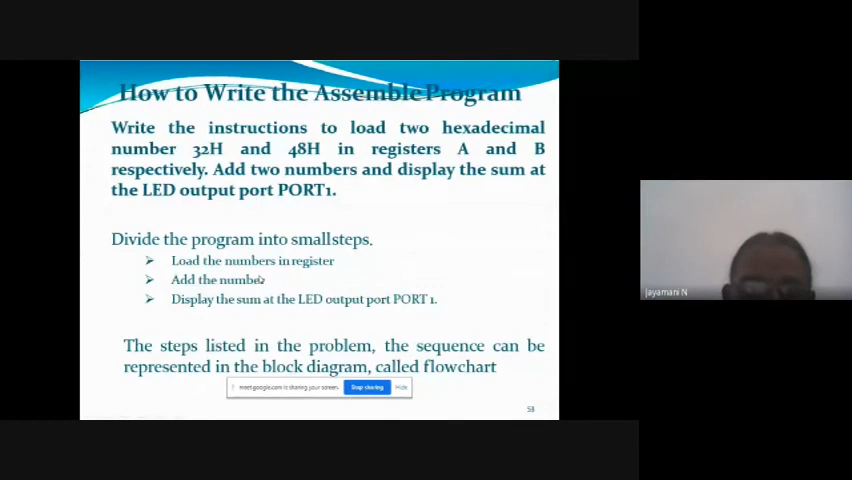 How to Write the Assemble Program
Write the instructions to load two hexadecimal
number 32H and 48H in registers A and B
respectively. Add two numbers and display the sum at
the LED output port PORT1.
Divide the program into smallsteps.
Load the numbers in register
Add the number
Display the sum at the LED output port PORT 1.
The steps listed in the problem, the sequence can be
represented in the block diagram, called flowchart
meet.google.com is sharing your screen. Stop sharing Hide
53
Jayamani N